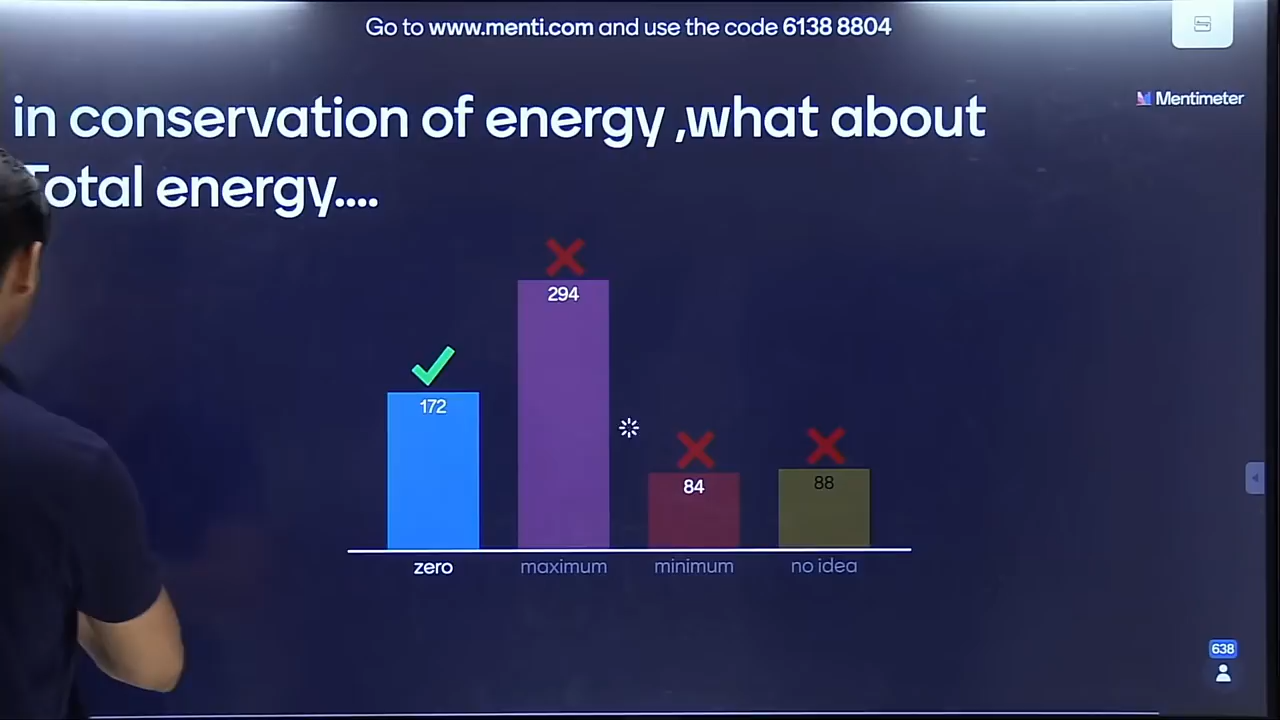 Go to www.menti.com and use the code 6138 8804
Mentimeter
in conservation of energy ,what about
Total energy....
294
172
84
88
zero
maximum
minimum
no idea
638